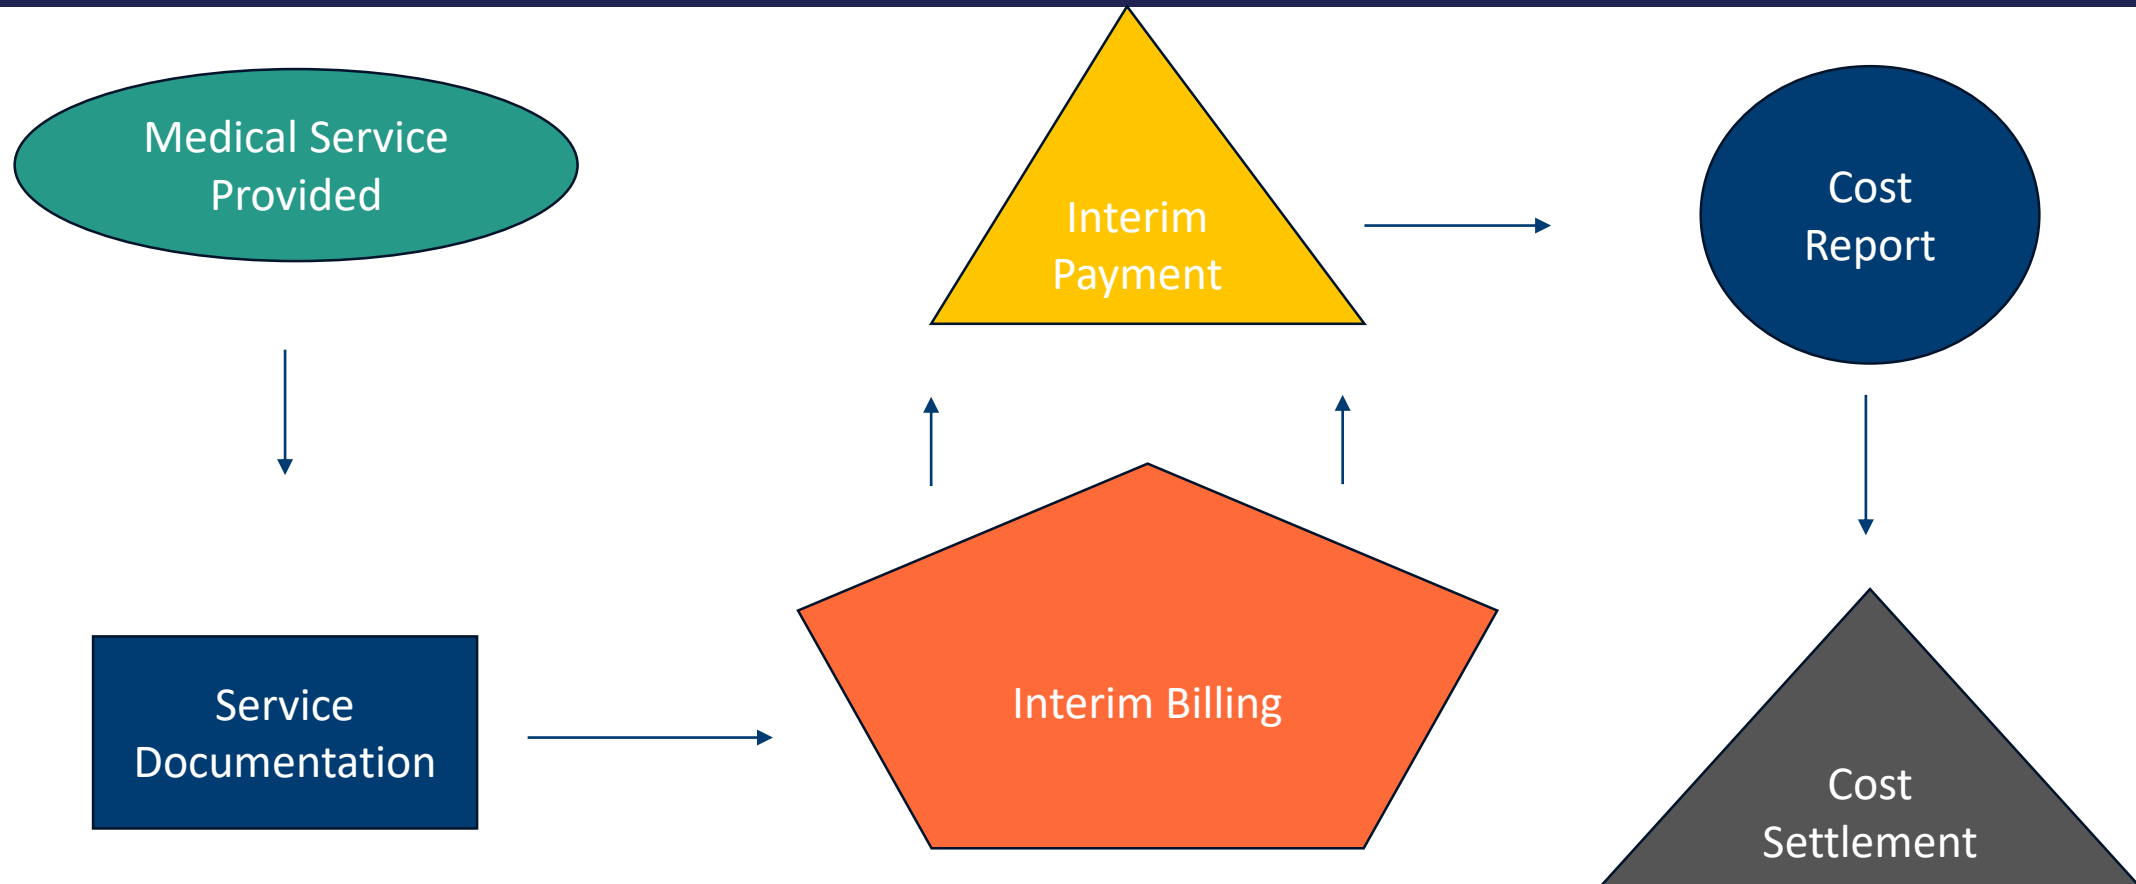 Medical Service
Provided
Service
Documentation
Interim Billing
Interim
Payment
Cost
Report
Cost
Settlement